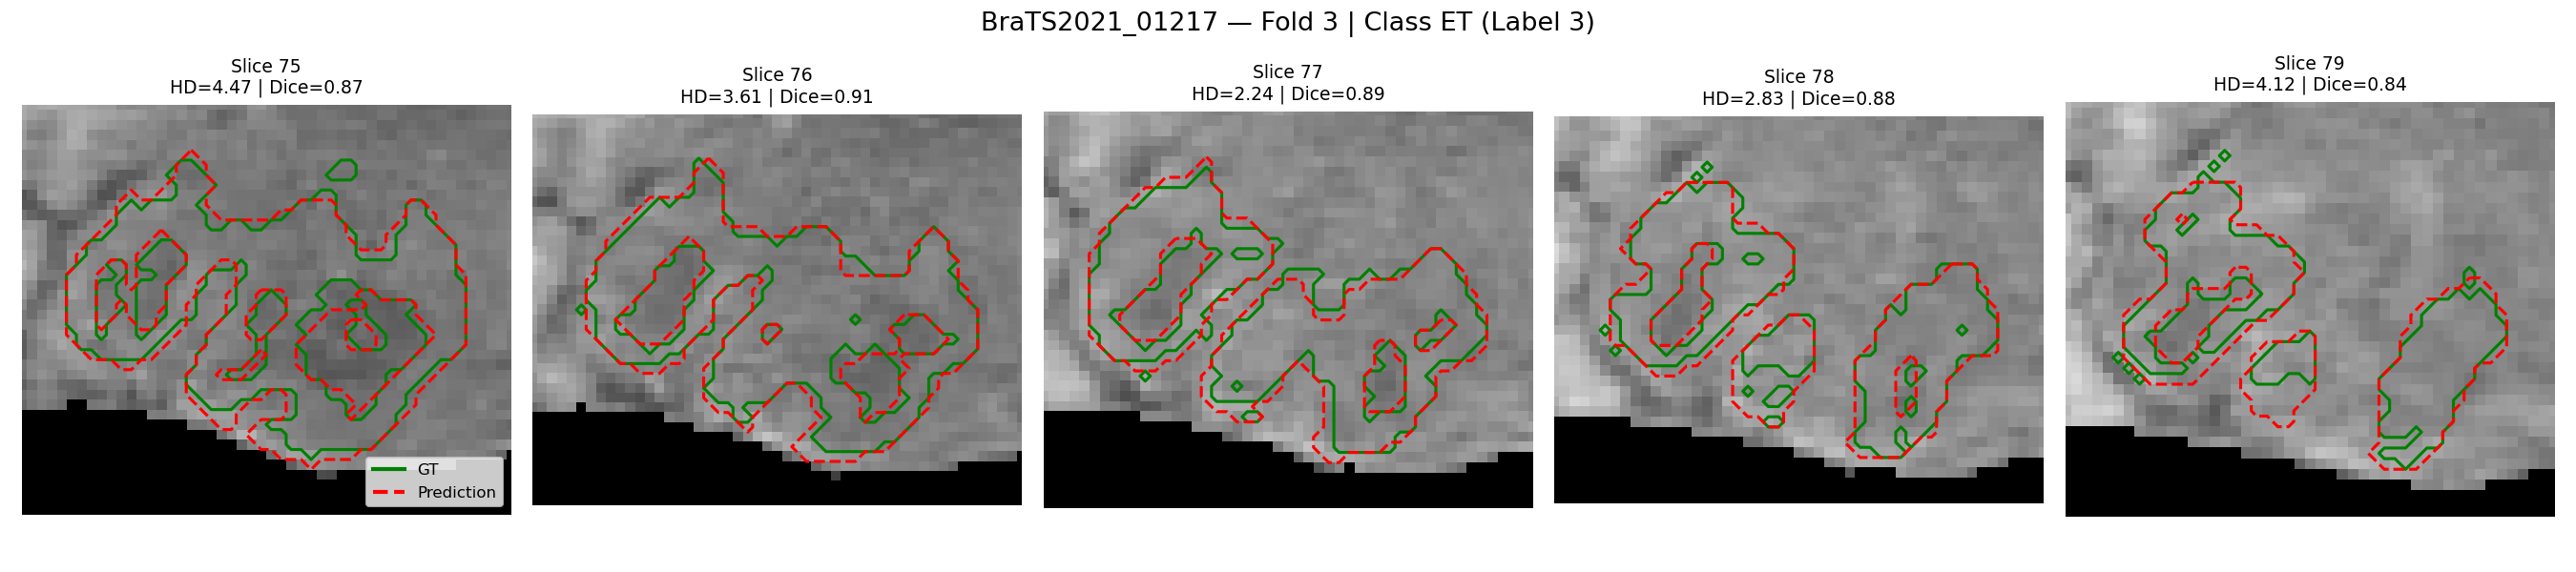 BraTS2021_01217 — Fold 3 | Class ET (Label 3)
Slice 75
HD=4.47 | Dice=0.87
Slice 76
HD=3.61 | Dice=0.91
Slice 77
HD=2.24 | Dice=0.89
Slice 78
HD=2.83 | Dice=0.88
Slice 79
HD=4.12 | Dice=0.84
GT
Prediction